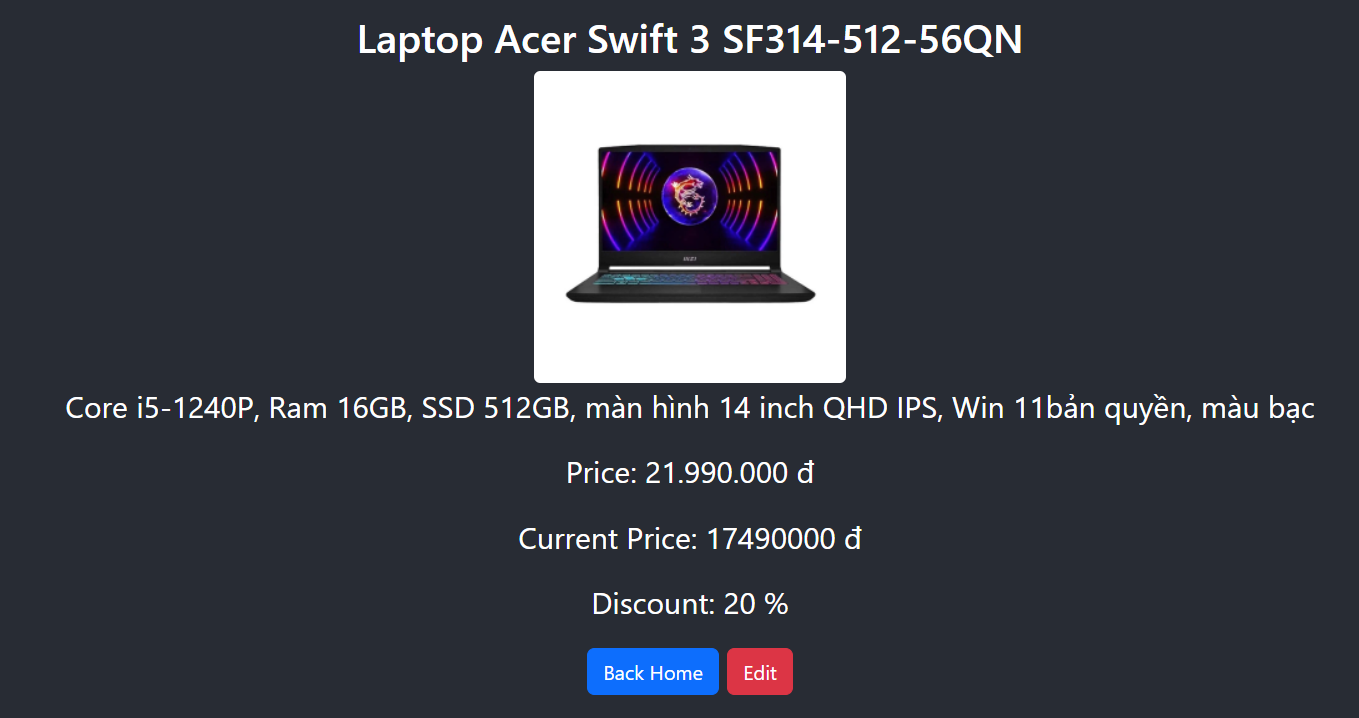 Laptop Acer Swift 3 SF314-512-56QN
msi
Core i5-1240P, Ram 16GB, SSD 512GB, màn hình 14 inch QHD IPS, Win 11bản quyền, màu bạc
Price: 21.990.000 đ
Current Price: 17490000 đ
Discount: 20 %
Back Home Edit